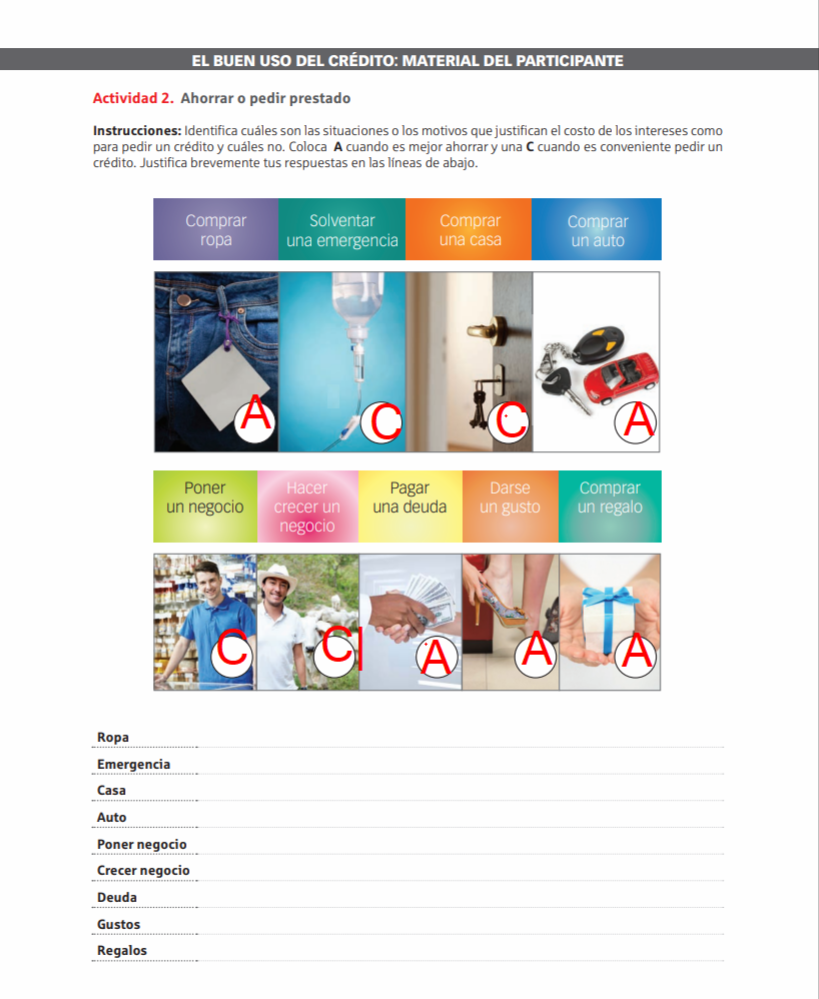 EL BUEN USO DEL CRÉDITO: MATERIAL DEL PARTICIPANTE
Actividad 2. Ahorrar o pedir prestado
Instrucciones: Identifica cuáles son las situaciones o los motivos que justifican el costo de los intereses como
para pedir un crédito y cuáles no. Coloca A cuando es mejor ahorrar y una C cuando es conveniente pedir un
crédito. Justifica brevemente tus respuestas en las líneas de abajo.
Comprar
ropa
Solventar
una emergencia
Comprar
una casa
Comprar
un auto
A
C
C
A
Poner
un negocio
Hacer
crecer un
negocio
Pagar
una deuda
Darse
un gusto
Comprar
un regalo
C
C
A
A
A
Ropa
Emergencia
Casa
Auto
Poner negocio
Crecer negocio
Deuda
Gustos
Regalos